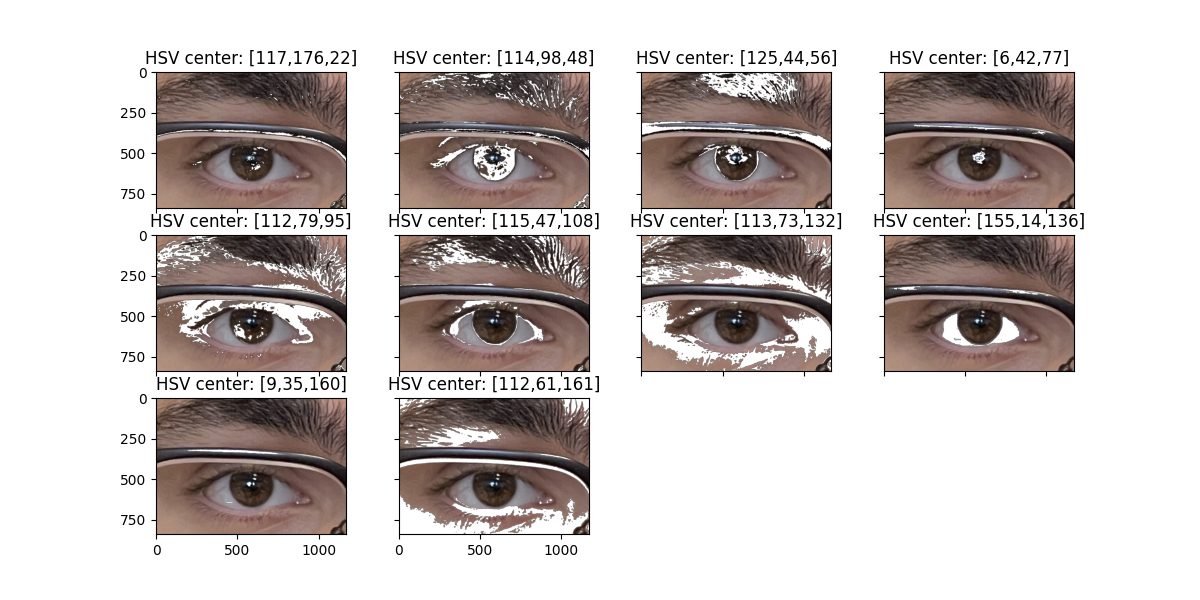 HSV center: [117,176,22]
HSV center: [114,98,48]
HSV center: [125,44,56]
HSV center: [6,42,77]
0
250
500
750
HSV center: [112,79,95]
HSV center: [115,47,108]
HSV center: [113,73,132]
HSV center: [155,14,136]
0
250
500
750
HSV center: [9,35,160]
HSV center: [112,61,161]
0
250
500
750
0 500 1000
0 500 1000